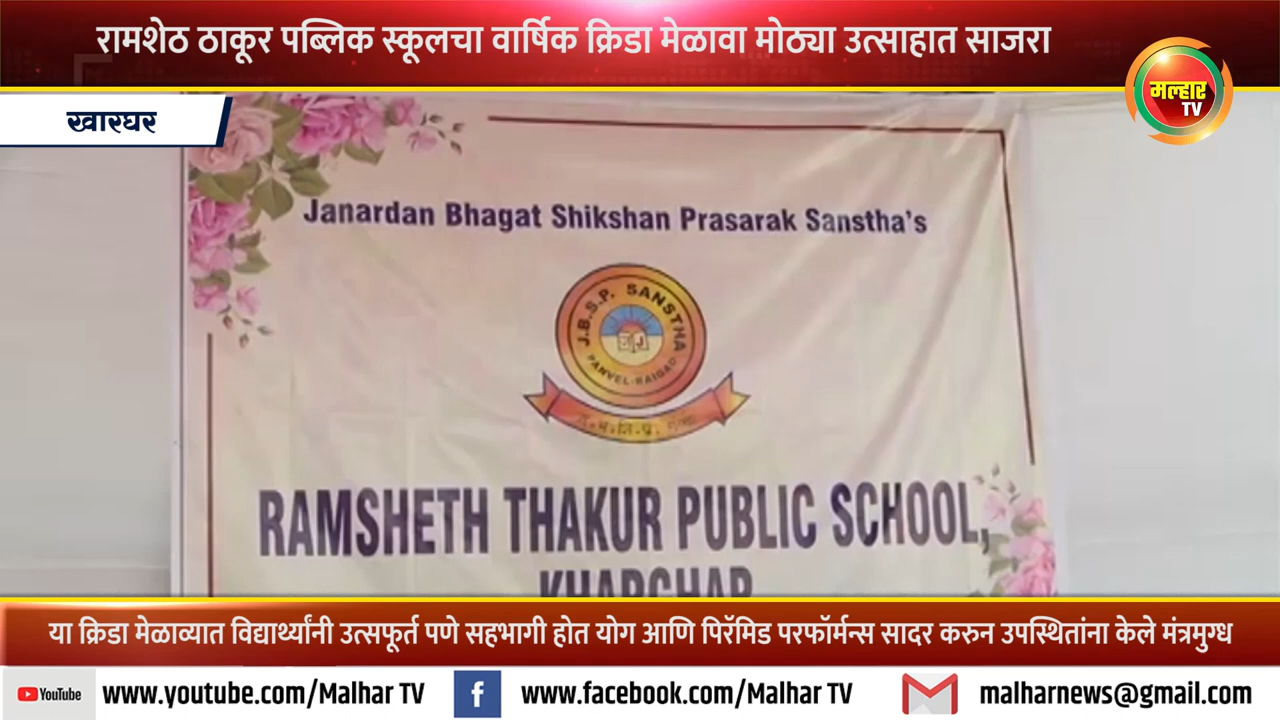 रामशेठ ठाकूर पब्लिक स्कूलचा वार्षिक क्रिडा मेळावा मोठ्या उत्साहात साजरा
मल्हार
TV
खारघर
Janardan Bhagat Shikshan Prasarak Sanstha's
J.B.S.P. SANSTHA
PANVEL-RAIGAD
RAMSHETH THAKUR PUBLIC SCHOOL,
KHARGHAR
या क्रिडा मेळाव्यात विद्यार्थ्यांनी उत्सफूर्त पणे सहभागी होत योग आणि पिरॅमिड परफॉर्मन्स सादर करुन उपस्थितांना केले मंत्रमुग्ध
YouTube www.youtube.com/Malhar TV www.facebook.com/Malhar TV malharnews@gmail.com